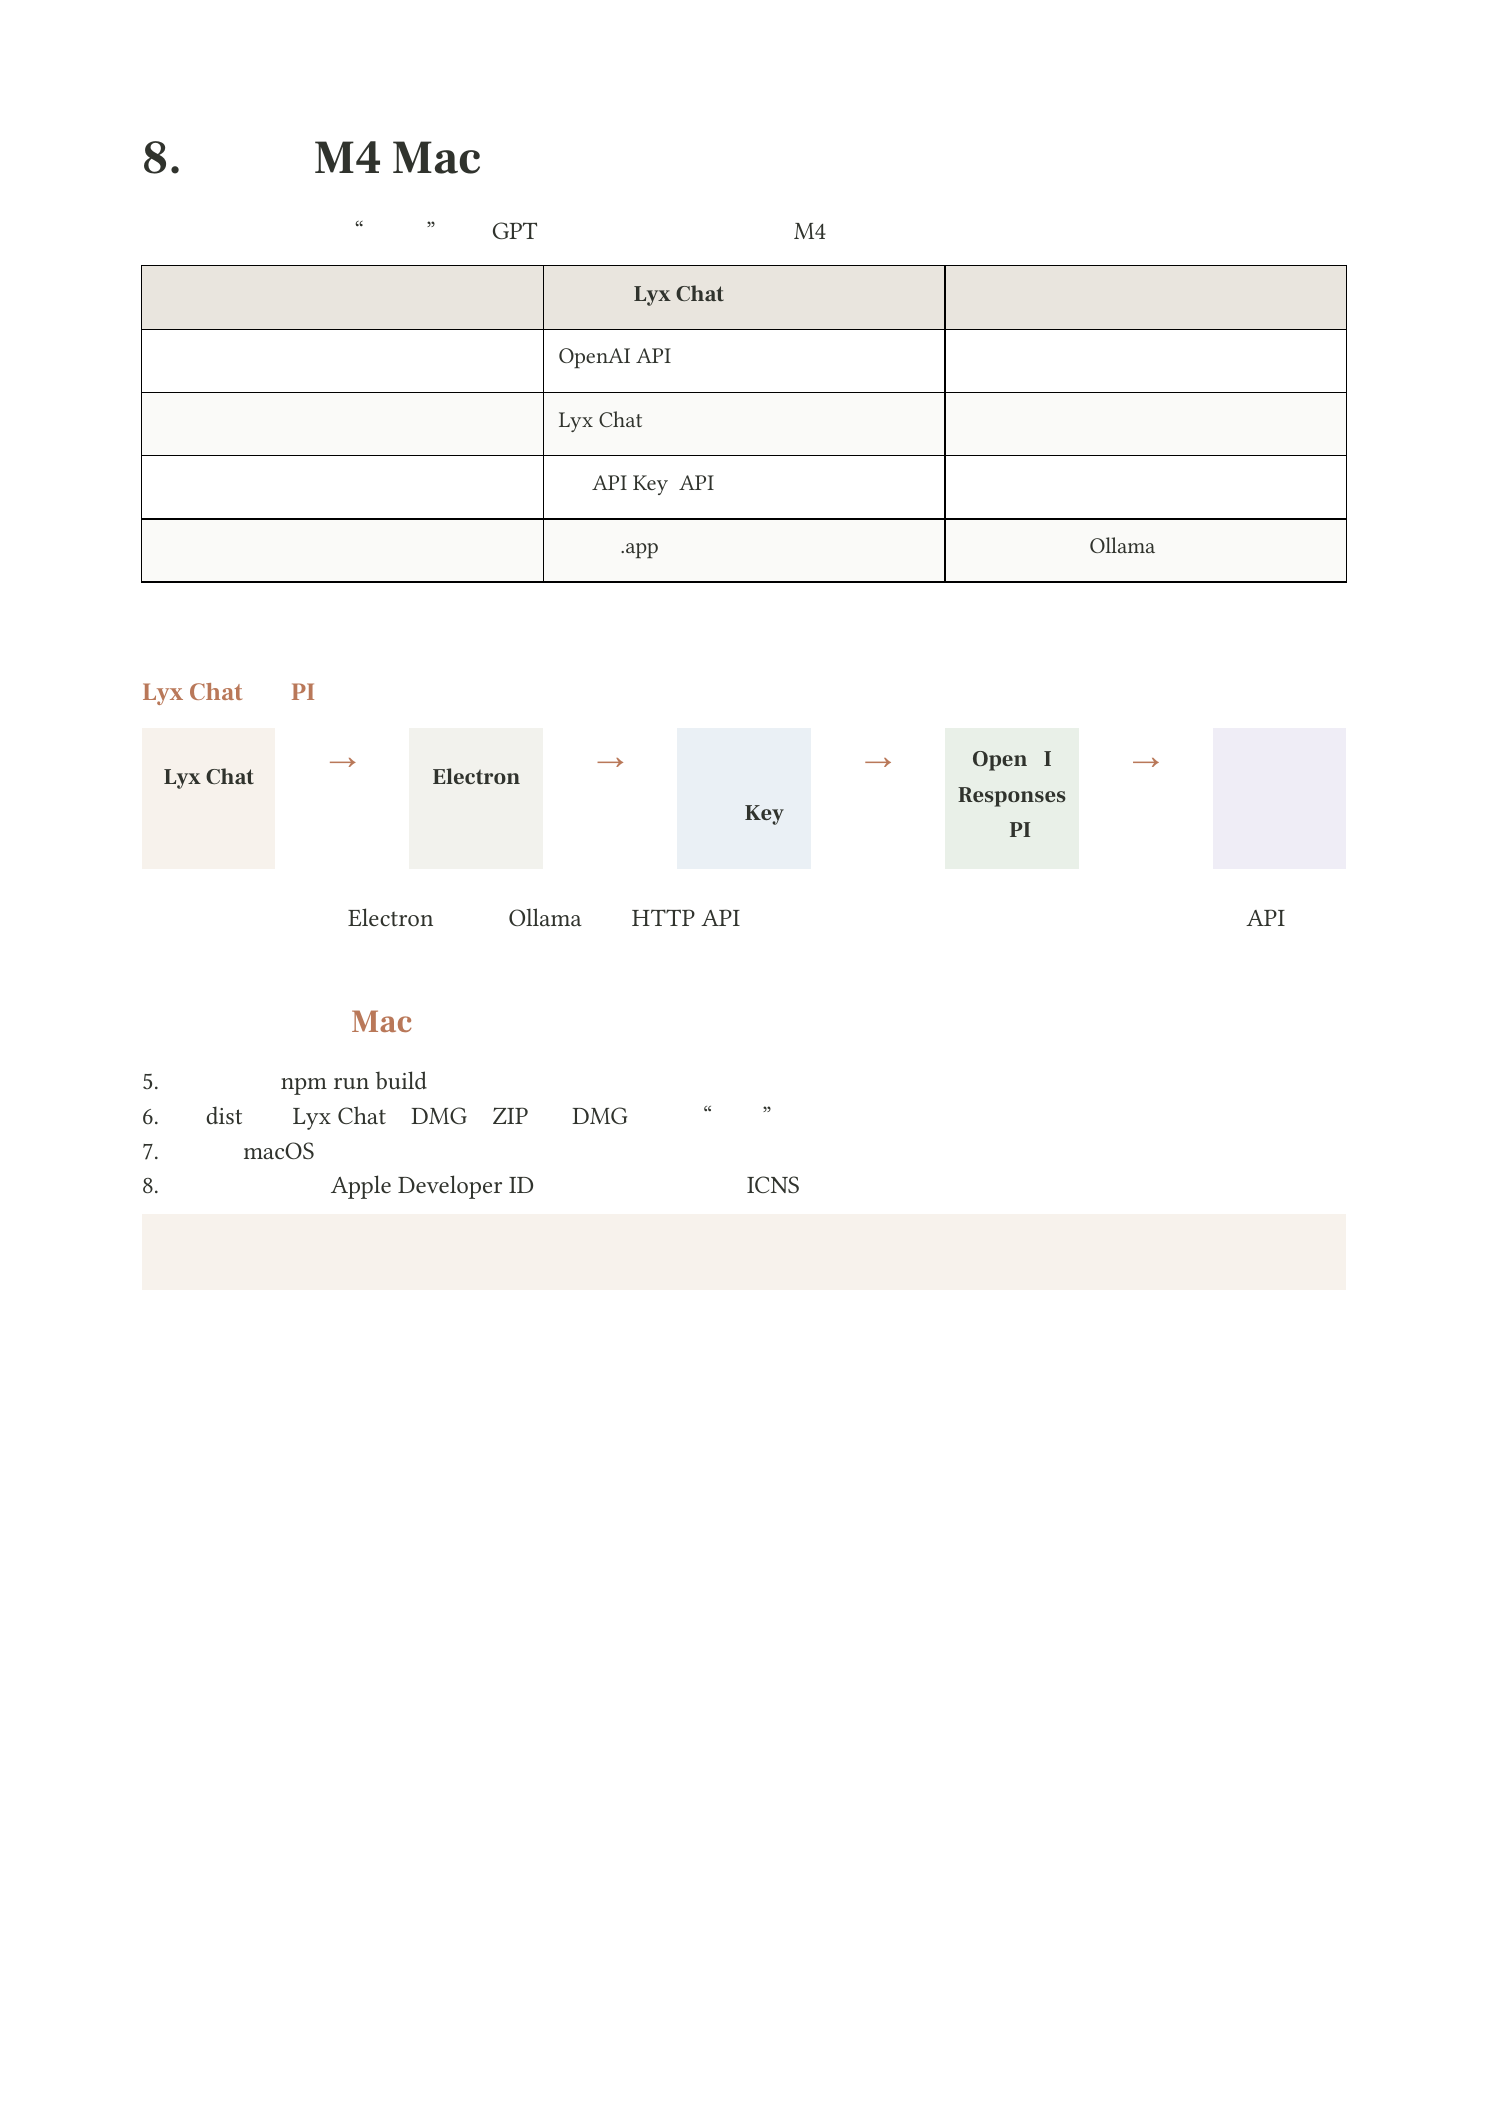 8. M4 Mac
“ ” GPT M4
Lyx Chat
OpenAI API
Lyx Chat
API Key API
.app Ollama
Lyx Chat PI
Lyx Chat → Electron → Key → Open I Responses PI →
Electron Ollama HTTP API API
Mac
5. npm run build
6. dist Lyx Chat DMG ZIP DMG “ ”
7. macOS
8. Apple Developer ID ICNS